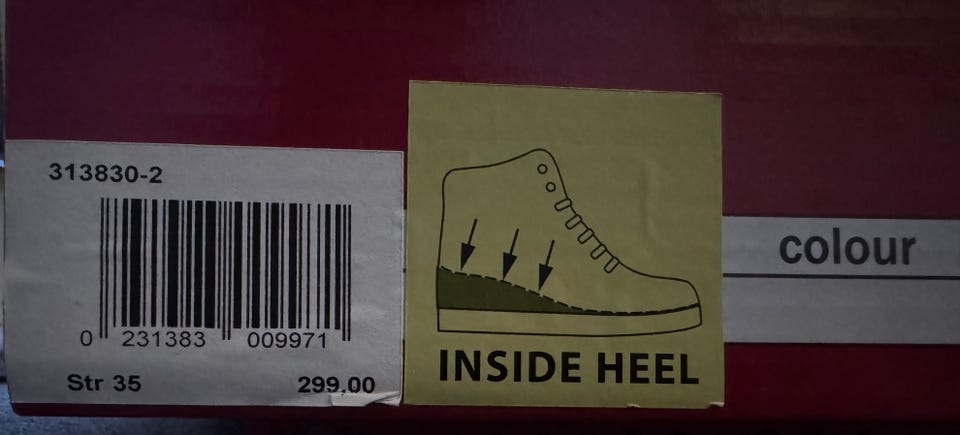 313830-2
0 231383 009971
Str 35
299,00
INSIDE HEEL
colour